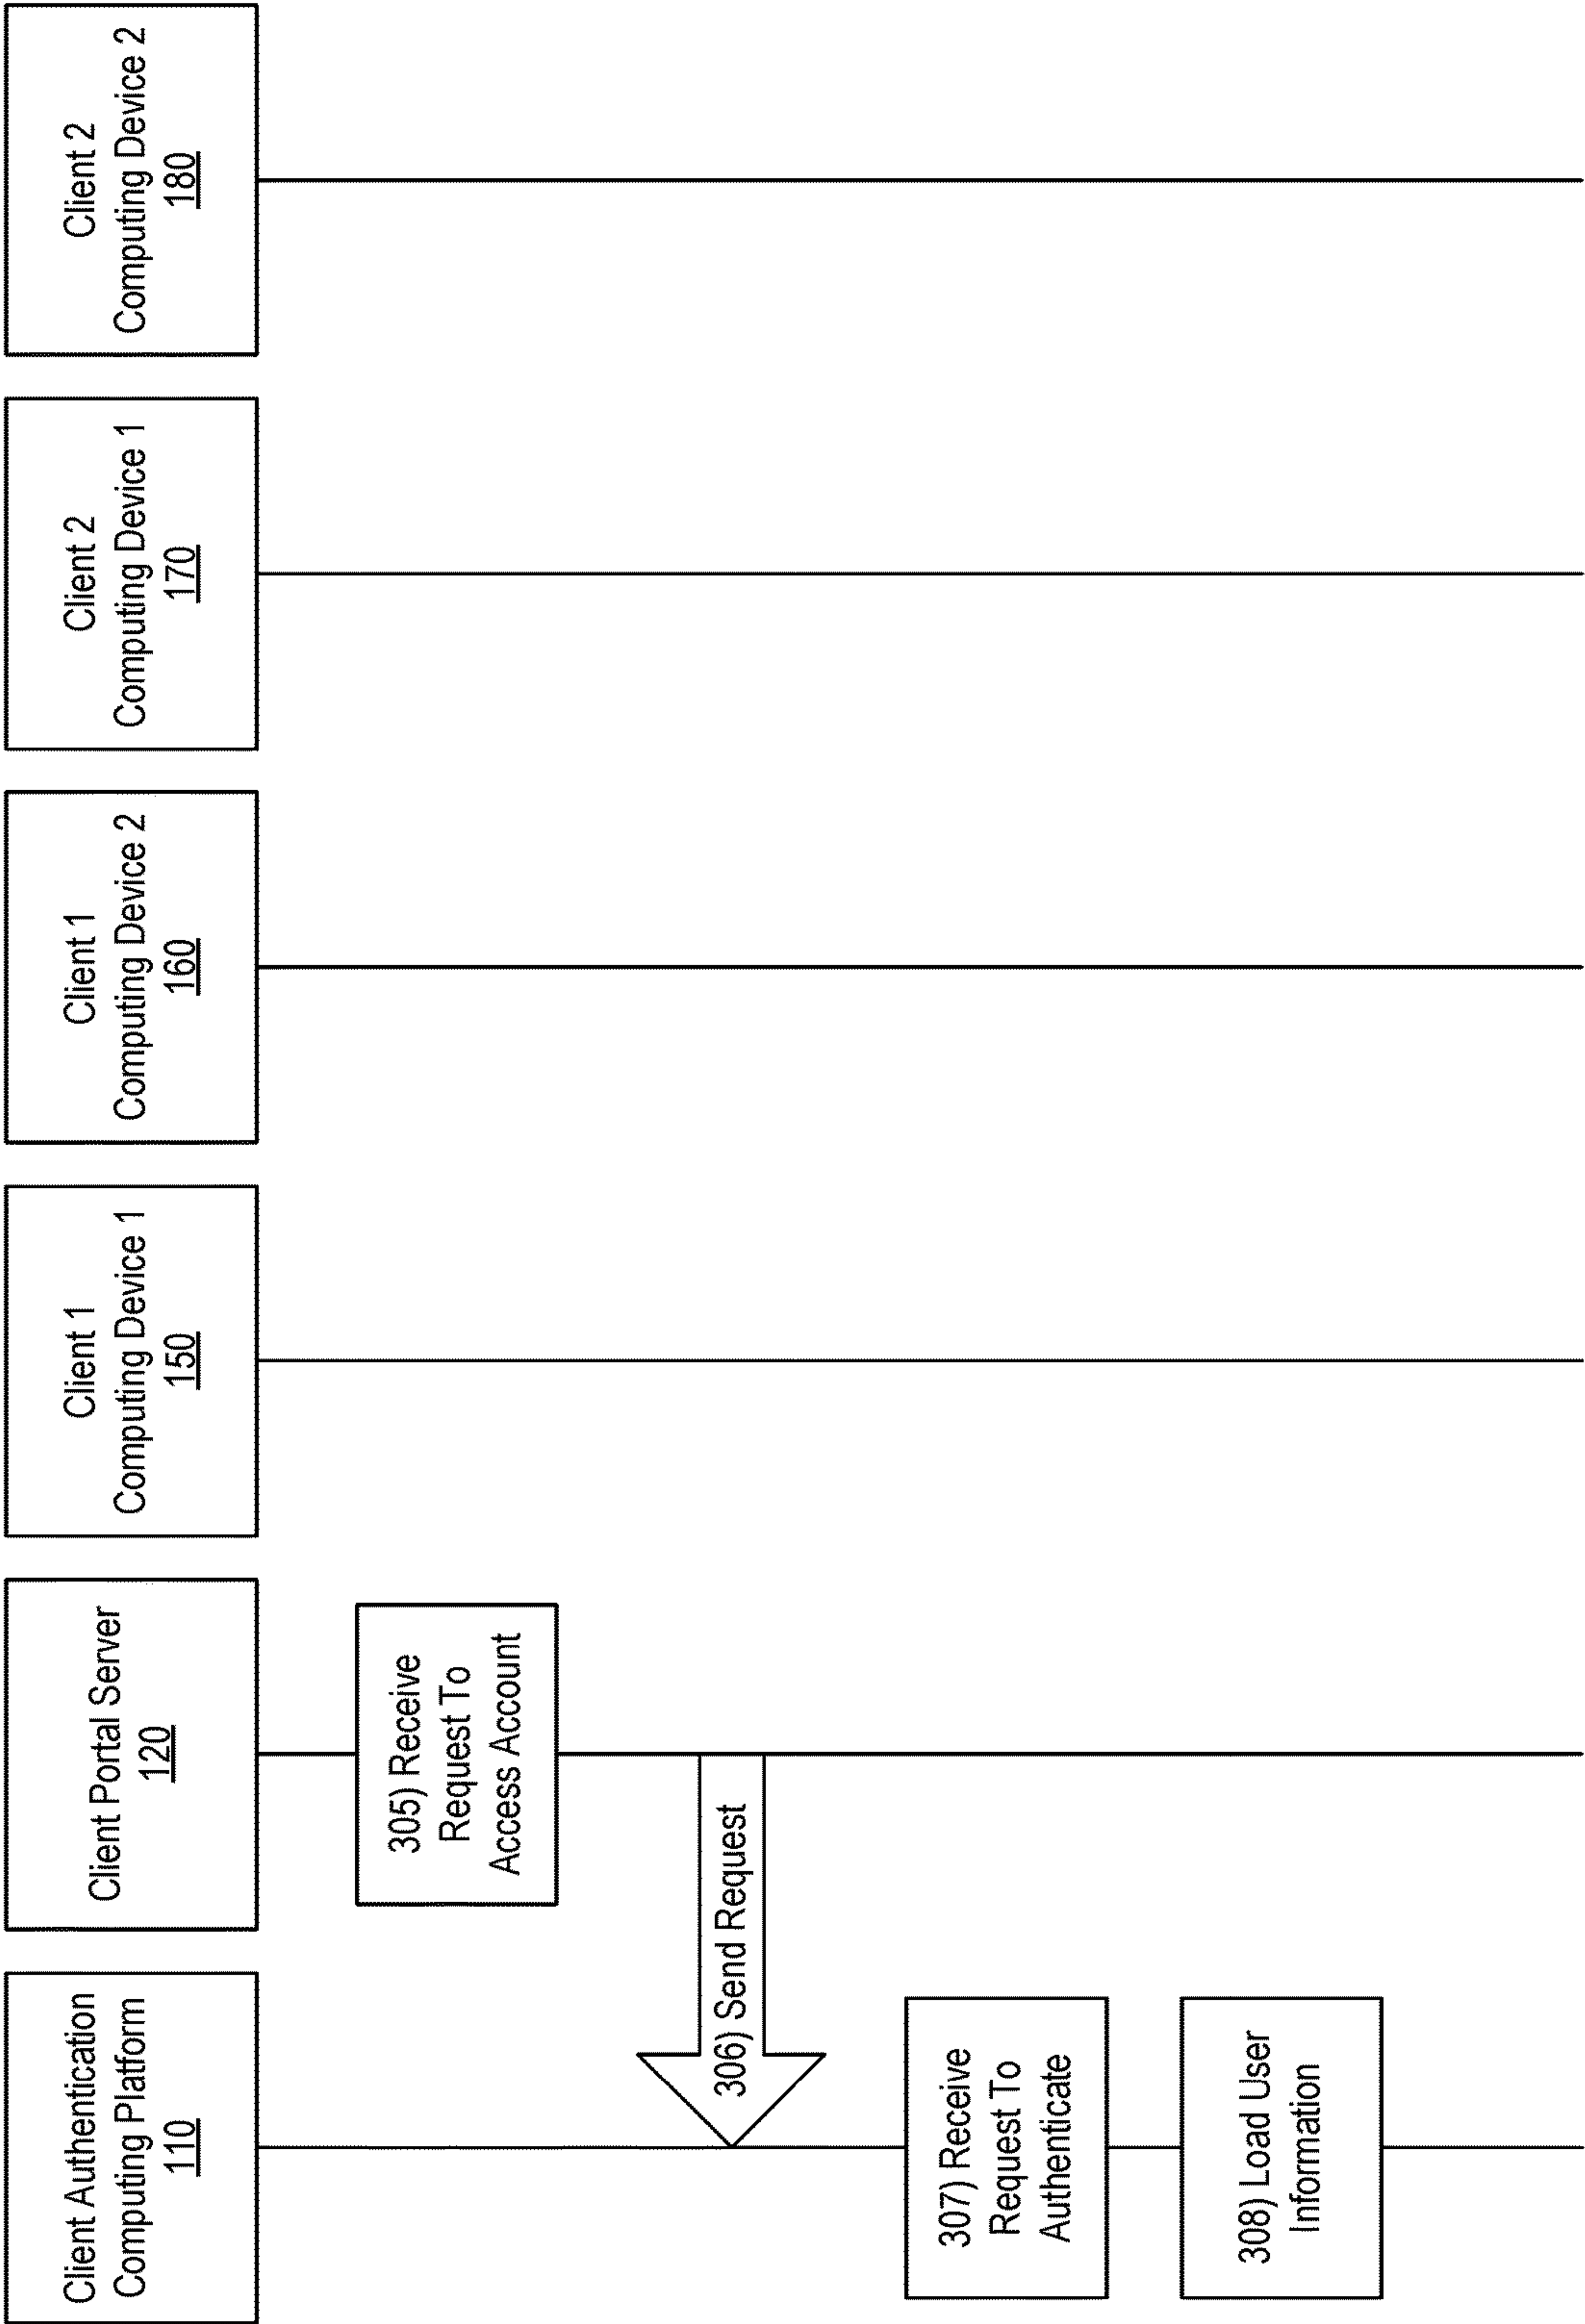 Client Authentication
Computing Platform
110
Client Portal Server
120
Client 1
Computing Device 1
150
Client 1
Computing Device 2
160
Client 2
Computing Device 1
170
Client 2
Computing Device 2
180
305) Receive
Request To
Access Account
306) Send Request
307) Receive
Request To
Authenticate
308) Load User
Information